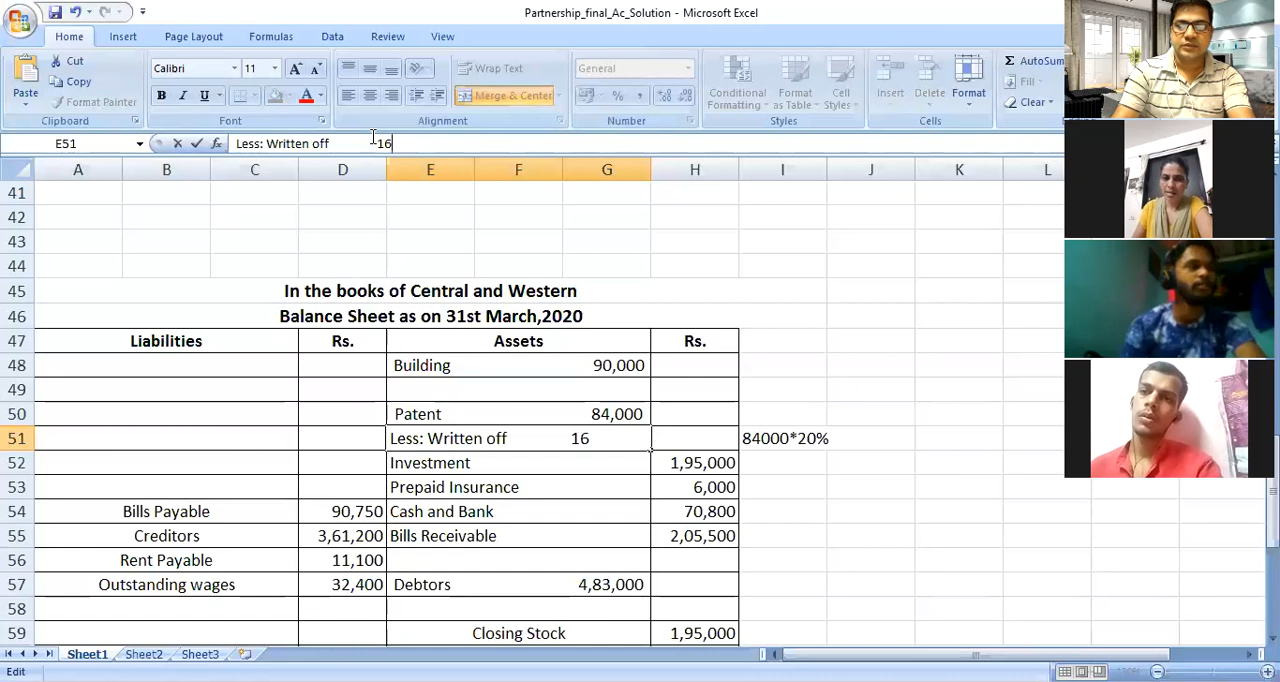 Partnership_final_Ac_Solution - Microsoft Excel
Home Insert Page Layout Formulas Data Review View
Cut Calibri 11 A A Wrap Text General Σ AutoSum
Copy Fill
Paste Format Painter B I U A Merge & Center % , Conditional Formatting Format as Table Cell Styles Insert Delete Format Clear
Clipboard Font Alignment Number Styles Cells
E51 fx Less: Written off 16
A B C D E F G H I J K L
41
42
43
44
45 In the books of Central and Western
46 Balance Sheet as on 31st March,2020
47 Liabilities Rs. Assets Rs.
48 Building 90,000
49
50 Patent 84,000
51 Less: Written off 16 84000*20%
52 Investment 1,95,000
53 Prepaid Insurance 6,000
54 Bills Payable 90,750 Cash and Bank 70,800
55 Creditors 3,61,200 Bills Receivable 2,05,500
56 Rent Payable 11,100
57 Outstanding wages 32,400 Debtors 4,83,000
58
59 Closing Stock 1,95,000
Sheet1 Sheet2 Sheet3
Edit